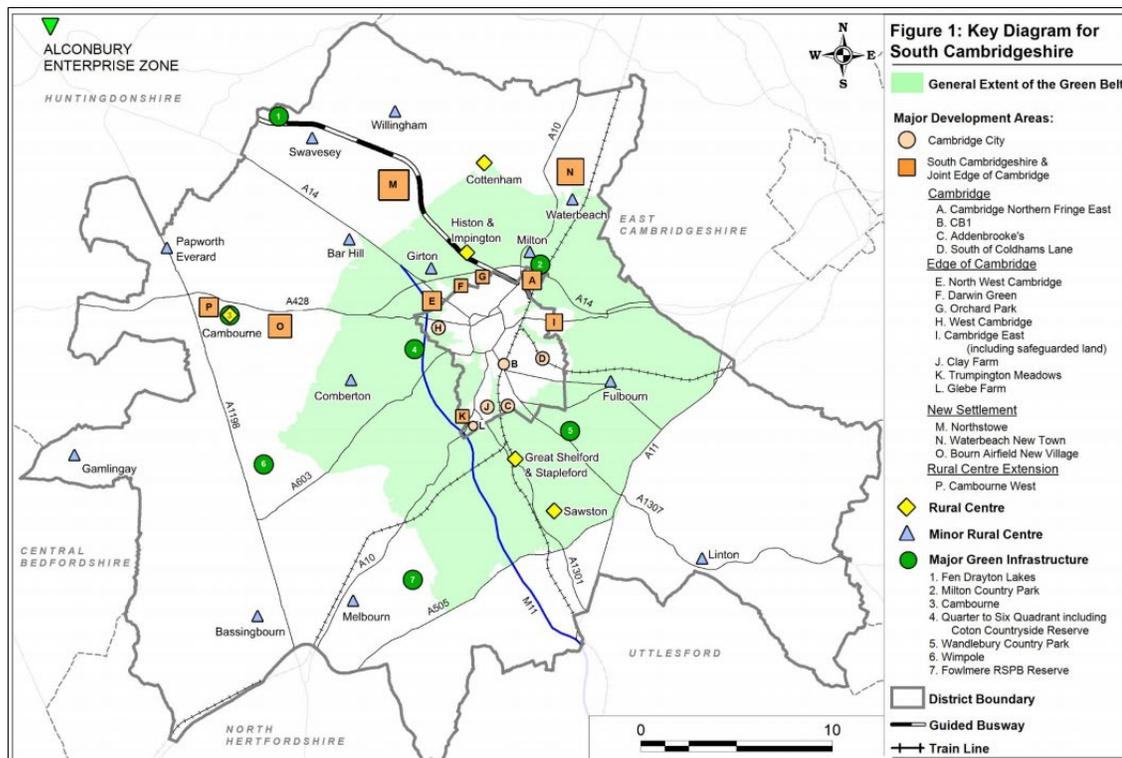 ALCONBURY
ENTERPRISE ZONE
HUNTINGDONSHIRE
N
W E
S
1
Willingham
Swavesey
A10
M
Cottenham
N
A14
Waterbeach
EAST
CAMBRIDGESHIRE
Histon &
Impington
Papworth
Everard
Bar Hill
Girton
Milton
2
G
A
F
E
A14
P
A428
3
Cambourne
O
H
I
4
D
B
Comberton
Fulbourn
A1198
K
J
C
L
5
A11
Gamlingay
6
A603
Great Shelford
& Stapleford
Sawston
A1307
CENTRAL
BEDFORDSHIRE
A10
Linton
7
A1301
Melbourn
A505
M11
Bassingbourn
UTTLESFORD
NORTH
HERTFORDSHIRE
0 10
Figure 1: Key Diagram for
South Cambridgeshire
General Extent of the Green Belt
Major Development Areas:
Cambridge City
South Cambridgeshire &
Joint Edge of Cambridge
Cambridge
A. Cambridge Northern Fringe East
B. CB1
C. Addenbrooke's
D. South of Coldhams Lane
Edge of Cambridge
E. North West Cambridge
F. Darwin Green
G. Orchard Park
H. West Cambridge
I. Cambridge East
(including safeguarded land)
J. Clay Farm
K. Trumpington Meadows
L. Glebe Farm
New Settlement
M. Northstowe
N. Waterbeach New Town
O. Bourn Airfield New Village
Rural Centre Extension
P. Cambourne West
Rural Centre
Minor Rural Centre
Major Green Infrastructure
1. Fen Drayton Lakes
2. Milton Country Park
3. Cambourne
4. Quarter to Six Quadrant including
Coton Countryside Reserve
5. Wandlebury Country Park
6. Wimpole
7. Fowlmere RSPB Reserve
District Boundary
Guided Busway
Train Line